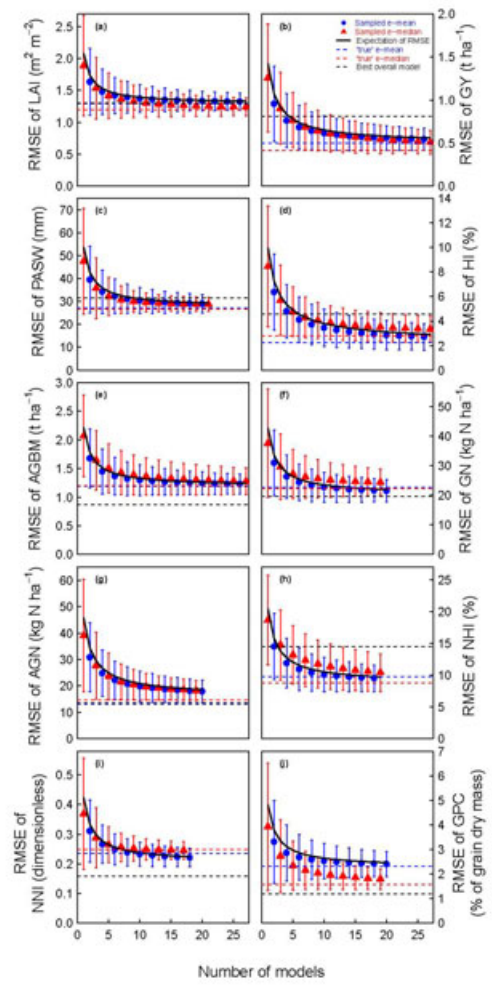 (a)
(b)
Sampled e-mean
Sampled e-median
Expectation of RMSE
"true" e-mean
"true" e-median
Best overall model
RMSE of LAI (m² m⁻²)
2.5
2.0
1.5
1.0
0.5
0.0
2.0
1.5
1.0
0.5
0.0
RMSE of GY (t ha⁻¹)
(c)
(d)
RMSE of PASW (mm)
70
60
50
40
30
20
10
0
14
12
10
8
6
4
2
0
RMSE of HI (%)
(e)
(f)
RMSE of AGBM (t ha⁻¹)
3.0
2.5
2.0
1.5
1.0
0.5
0.0
50
40
30
20
10
0
RMSE of GN (kg N ha⁻¹)
(g)
(h)
RMSE of AGN (kg N ha⁻¹)
60
50
40
30
20
10
0
25
20
15
10
5
0
RMSE of NHI (%)
(i)
(j)
RMSE of
NNI (dimensionless)
0.5
0.4
0.3
0.2
0.1
0.0
7
6
5
4
3
2
1
0
RMSE of GPC
(% of grain dry mass)
0 5 10 15 20 25 0 5 10 15 20 25
Number of models